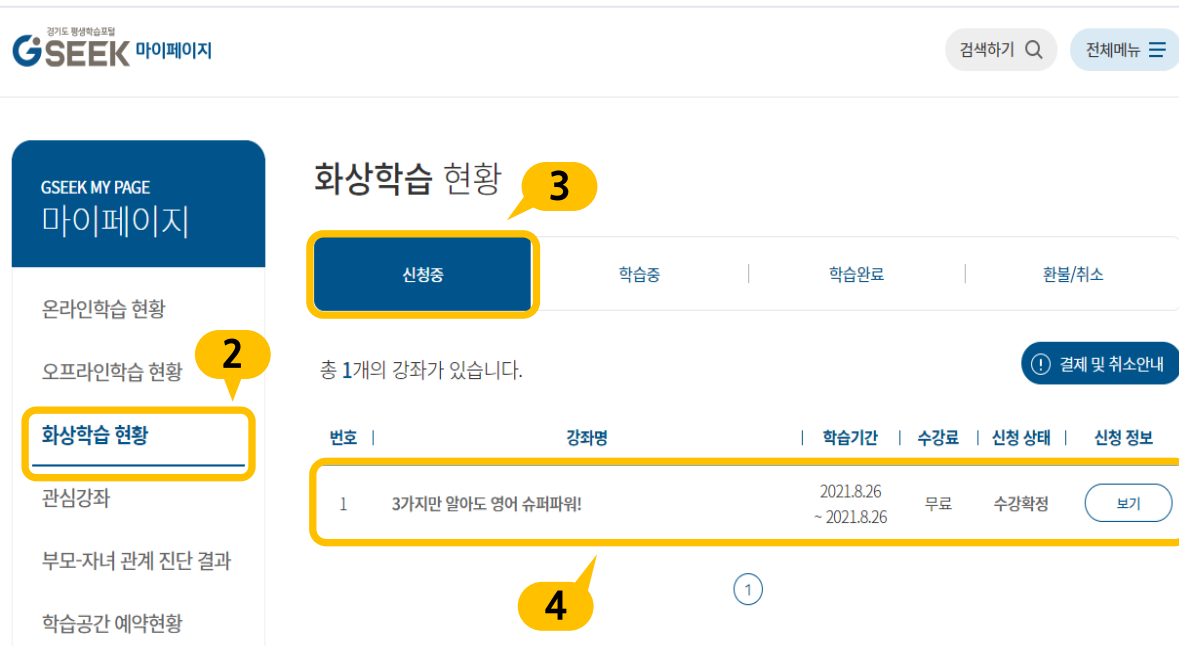 경기도 평생학습포털
GSEEK 마이페이지
검색하기
전체메뉴
GSEEK MY PAGE
마이페이지
온라인학습 현황
오프라인학습 현황
2
화상학습 현황
관심강좌
부모-자녀 관계 진단 결과
학습공간 예약현황
화상학습 현황
3
신청중 학습중 학습완료 환불/취소
총 1개의 강좌가 있습니다.
결제 및 취소안내
번호 강좌명 학습기간 수강료 신청 상태 신청 정보
1 3가지만 알아도 영어 슈퍼파워! 2021.8.26 ~ 2021.8.26 무료 수강확정 보기
4
1